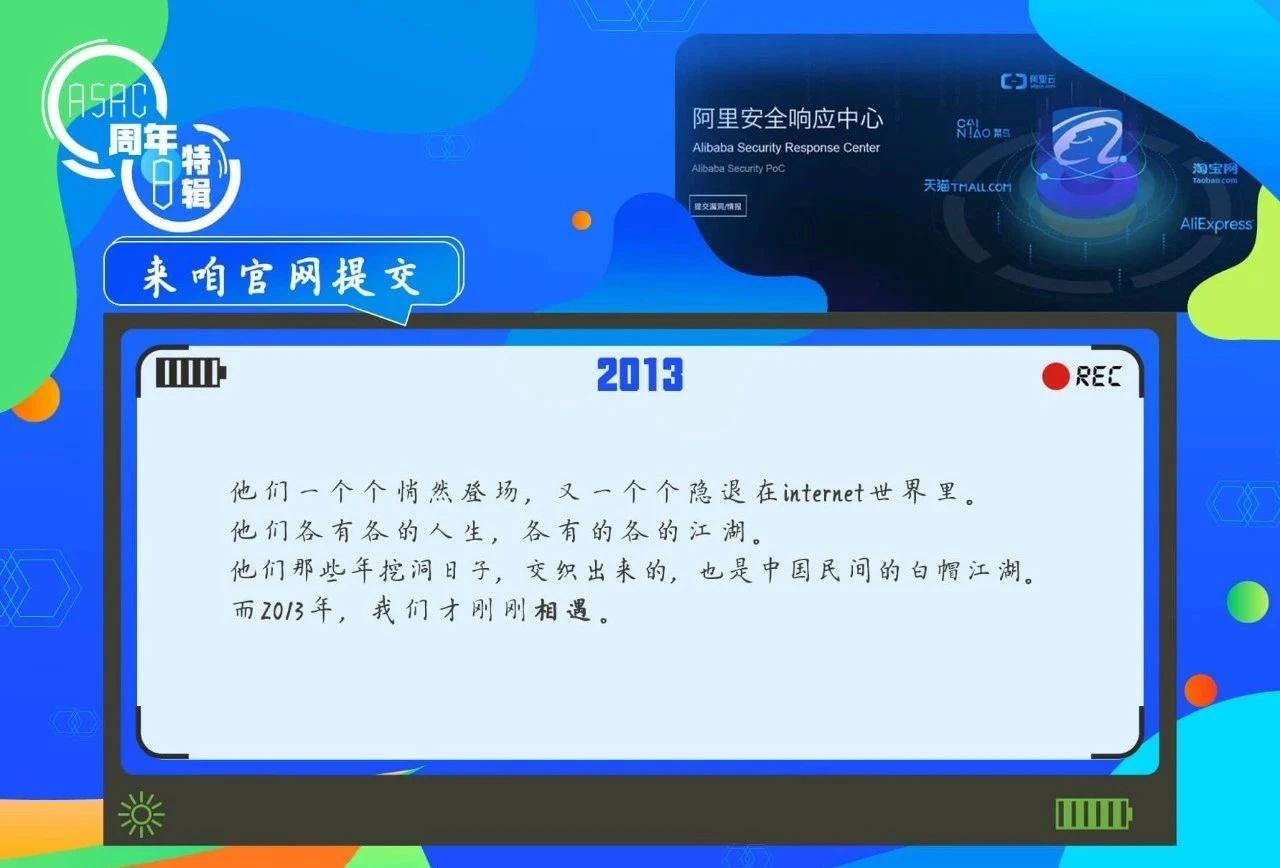 ASAC
周年
特辑
8
阿里安全响应中心
Alibaba Security Response Center
Alibaba Security PoC
提交漏洞/情报
阿里云
CAI
NIAO 菜鸟
天猫TMALL.COM
淘宝网
Taobao.com
AliExpress
来咱官网提交
2013
REC
他们一个个悄然登场，又一个个隐退在internet世界里。
他们各有各的人生，各有的各的江湖。
他们那些年挖洞日子，交织出来的，也是中国民间的白帽江湖。
而2013年，我们才刚刚相遇。